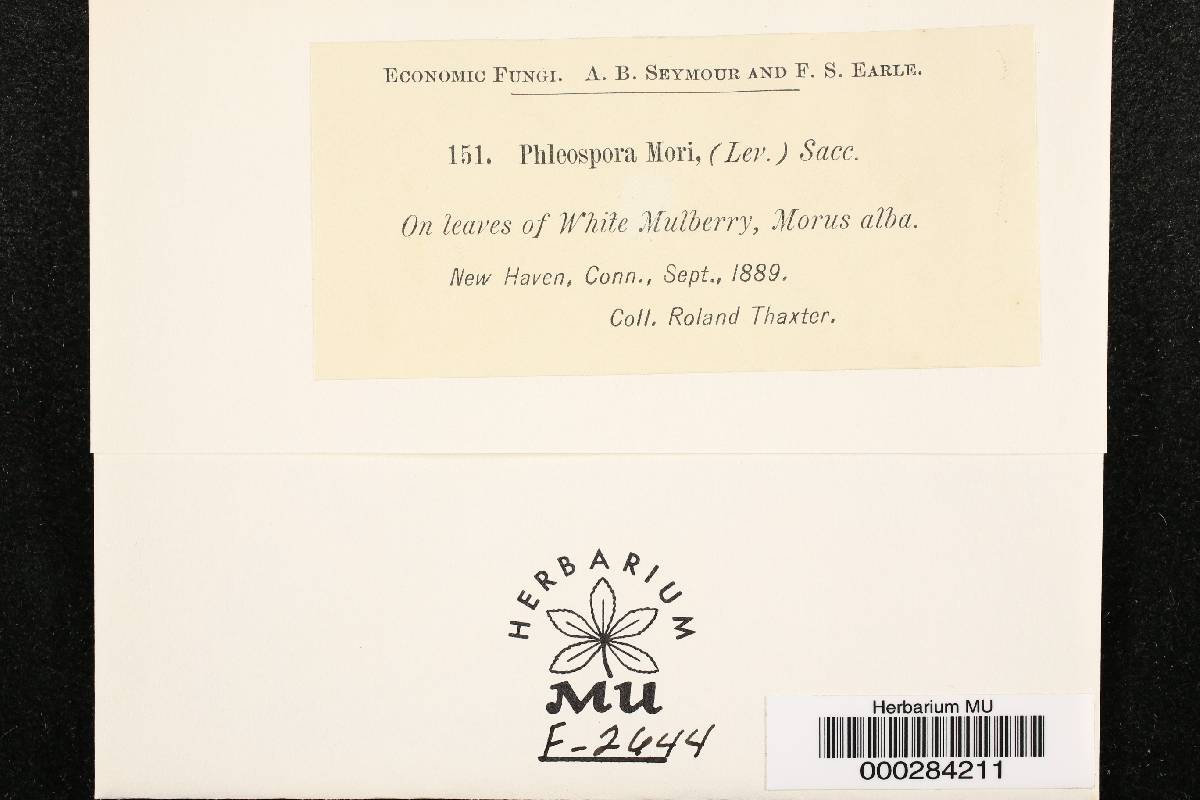 ECONOMIC FUNGI. A. B. SEYMOUR AND F. S. EARLE.
151. Phleospora Mori, (Lev.) Sacc.
On leaves of White Mulberry, Morus alba.
New Haven, Conn., Sept., 1889.
Coll. Roland Thaxter.
HERBARIUM
MU
F-2644
Herbarium MU
000284211